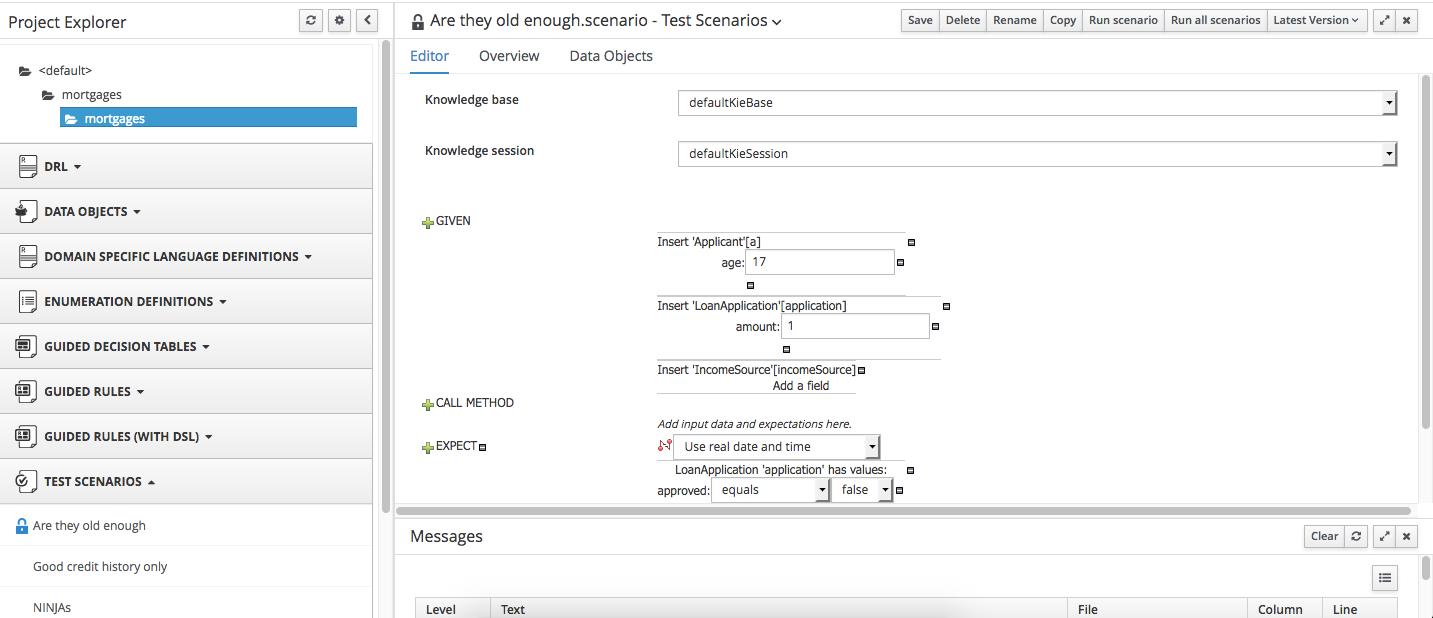 Project Explorer
<default>
mortgages
mortgages
DRL
DATA OBJECTS
DOMAIN SPECIFIC LANGUAGE DEFINITIONS
ENUMERATION DEFINITIONS
GUIDED DECISION TABLES
GUIDED RULES
GUIDED RULES (WITH DSL)
TEST SCENARIOS
Are they old enough
Good credit history only
NINJAs
Are they old enough.scenario - Test Scenarios
Save Delete Rename Copy Run scenario Run all scenarios Latest Version
Editor Overview Data Objects
Knowledge base defaultKieBase
Knowledge session defaultKieSession
GIVEN
Insert 'Applicant'[a]
age: 17
Insert 'LoanApplication'[application]
amount: 1
Insert 'IncomeSource'[incomeSource]
Add a field
CALL METHOD
Add input data and expectations here.
EXPECT Use real date and time
LoanApplication 'application' has values:
approved: equals false
Messages Clear
Level Text File Column Line